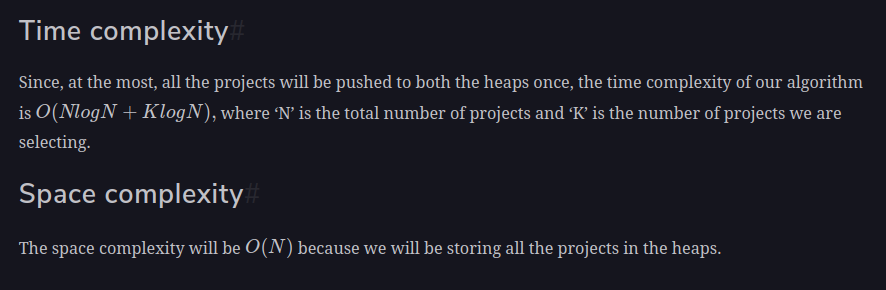 Time complexity#
Since, at the most, all the projects will be pushed to both the heaps once, the time complexity of our algorithm
is O(NlogN + KlogN), where ‘N’ is the total number of projects and ‘K’ is the number of projects we are
selecting.
Space complexity#
The space complexity will be O(N) because we will be storing all the projects in the heaps.